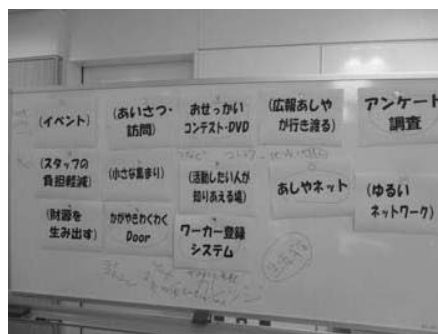 (イベント)
(あいさつ・
訪問)
おせっかい
コンテスト・DVD
(広報あしや
が行き渡る)
アンケート
調査
(スタッフの
負担軽減)
(小さな集まり)
(活動したい人が
知りあえる場)
あしやネット
(ゆるい
ネットワーク)
(財源を
生み出す)
かがやきわくわく
Door
ワーカー登録
システム